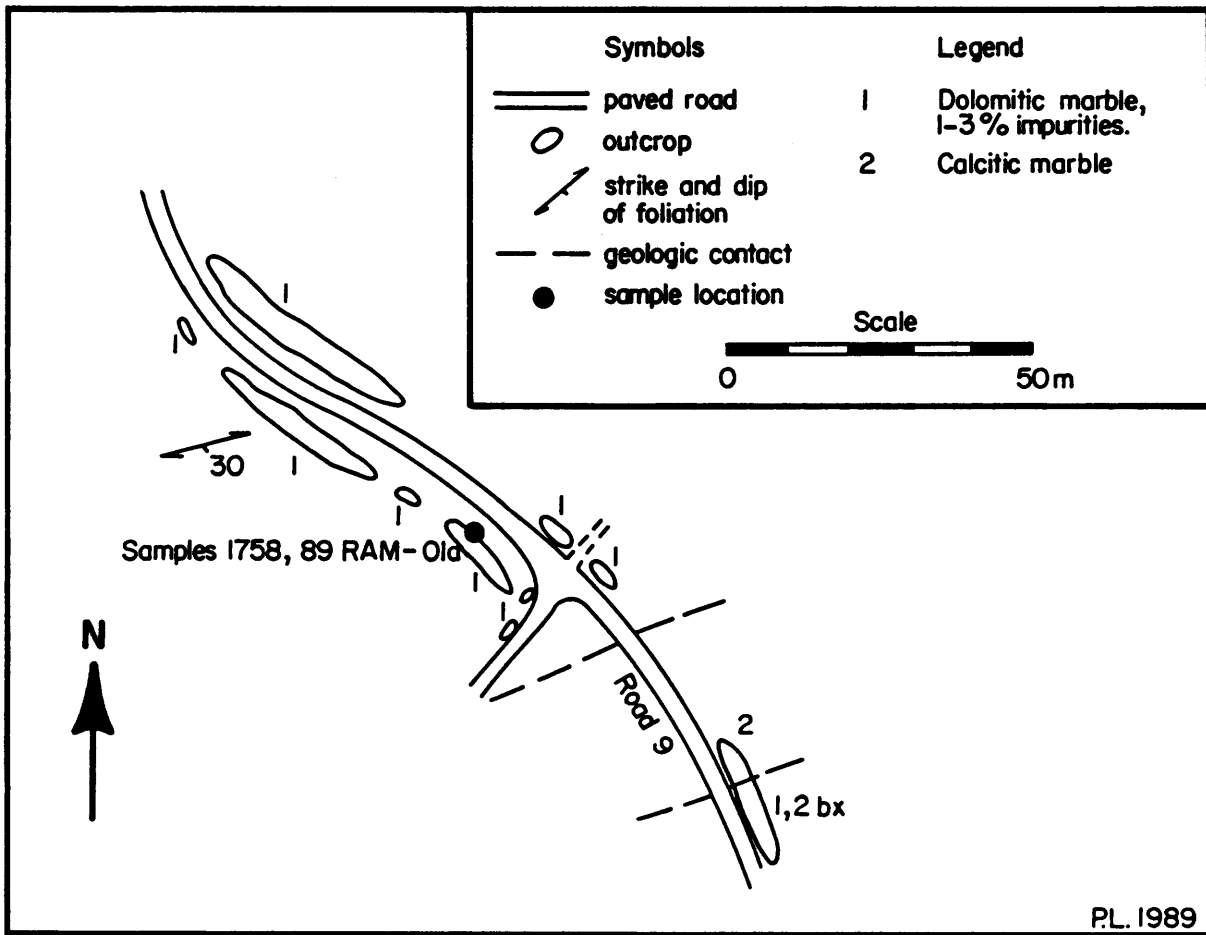 Symbols
paved road
outcrop
strike and dip
of foliation
geologic contact
sample location
Legend
1 Dolomitic marble,
1-3% impurities.
2 Calcitic marble
Scale
0 50m
1
1
30
1
1
1
Samples 1758, 89 RAM-01a
1
1
1
N
Road 9
2
1,2 bx
P.L. 1989